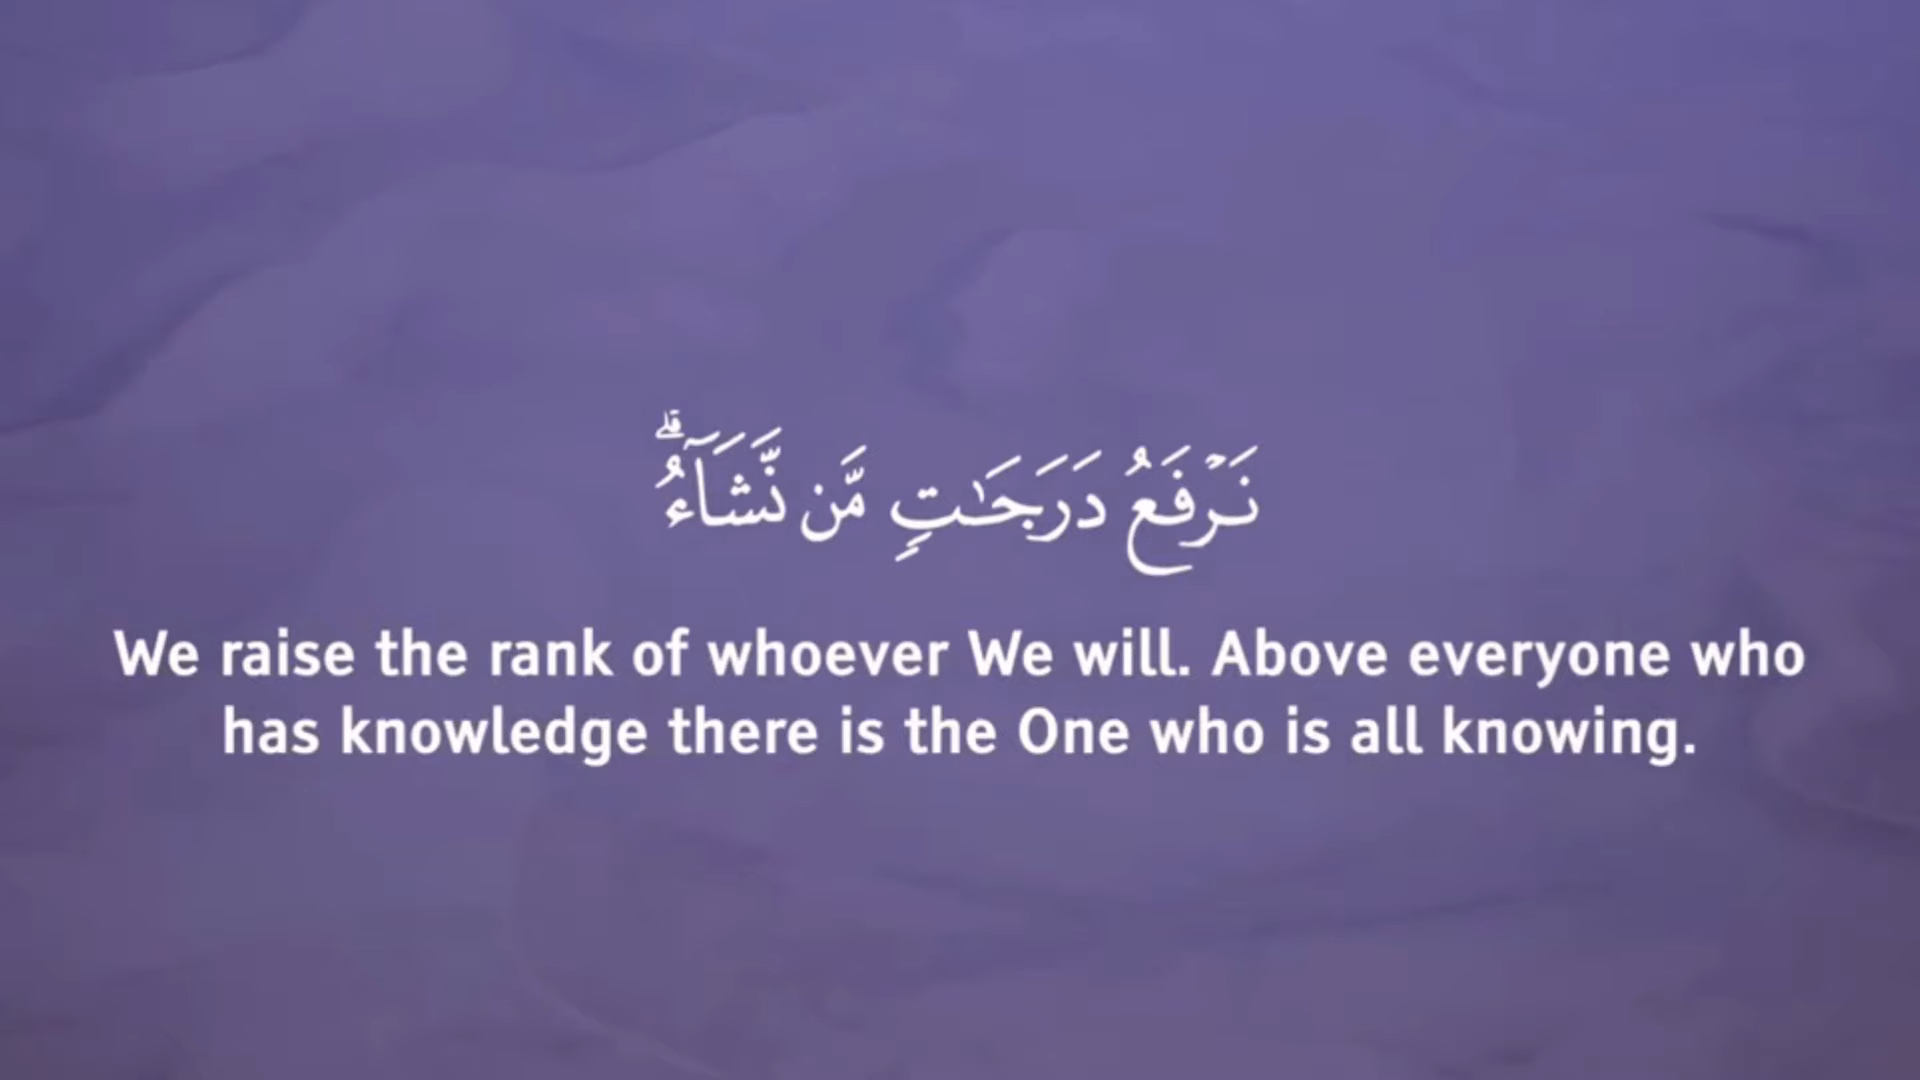 نَرْفَعُ دَرَجَـٰتٍ مَّن نَّشَآءُ ۗ
We raise the rank of whoever We will. Above everyone who
has knowledge there is the One who is all knowing.